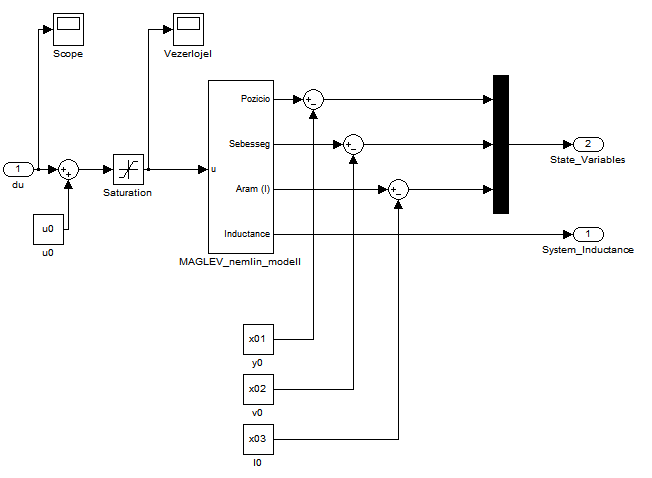 Scope
Vezerlojel
Pozicio
Sebesseg
Aram (I)
Inductance
u
MAGLEV_nemlin_modell
1
du
+
+
u0
u0
Saturation
+
−
+
−
+
−
2
State_Variables
1
System_Inductance
x01
y0
x02
v0
x03
I0